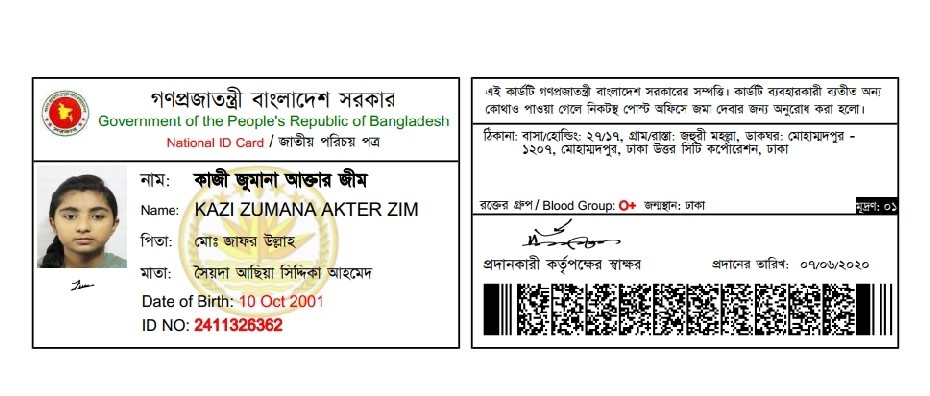 গণপ্রজাতন্ত্রী বাংলাদেশ সরকার
Government of the People's Republic of Bangladesh
National ID Card / জাতীয় পরিচয় পত্র
নাম: কাজী জুমানা আক্তার জীম
Name: KAZI ZUMANA AKTER ZIM
পিতা: মোঃ জাফর উল্লাহ
মাতা: সৈয়দা আছিয়া সিদ্দিকা আহমেদ
Date of Birth: 10 Oct 2001
ID NO: 2411326362
এই কার্ডটি গণপ্রজাতন্ত্রী বাংলাদেশ সরকারের সম্পত্তি। কার্ডটি ব্যবহারকারী ব্যতীত অন্য
কোথাও পাওয়া গেলে নিকটস্থ পোস্ট অফিসে জমা দেবার জন্য অনুরোধ করা হলো।
ঠিকানা: বাসা/হোল্ডিং: ২৭/১৭, গ্রাম/রাস্তা: জহুরী মহল্লা, ডাকঘর: মোহাম্মদপুর -
১২০৭, মোহাম্মদপুর, ঢাকা উত্তর সিটি কর্পোরেশন, ঢাকা
রক্তের গ্রুপ / Blood Group: O+ জন্মস্থান: ঢাকা মুদ্রণ: ০১
প্রদানকারী কর্তৃপক্ষের স্বাক্ষর প্রদানের তারিখ: ০৭/০৬/২০২০